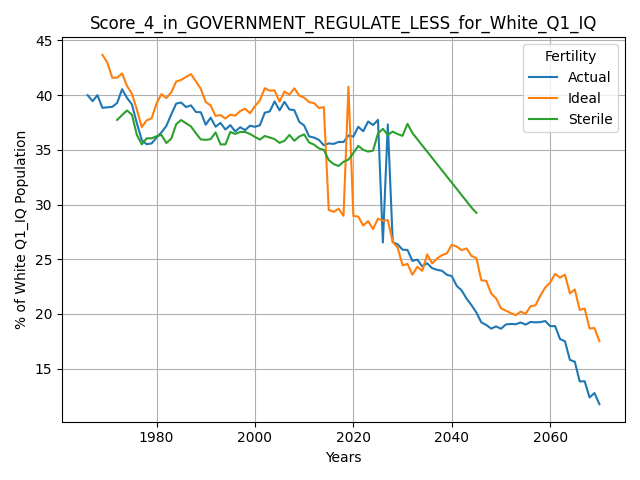 Score_4_in_GOVERNMENT_REGULATE_LESS_for_White_Q1_IQ
% of White Q1_IQ Population
45
40
35
30
25
20
15
Fertility
Actual
Ideal
Sterile
1980 2000 2020 2040 2060
Years